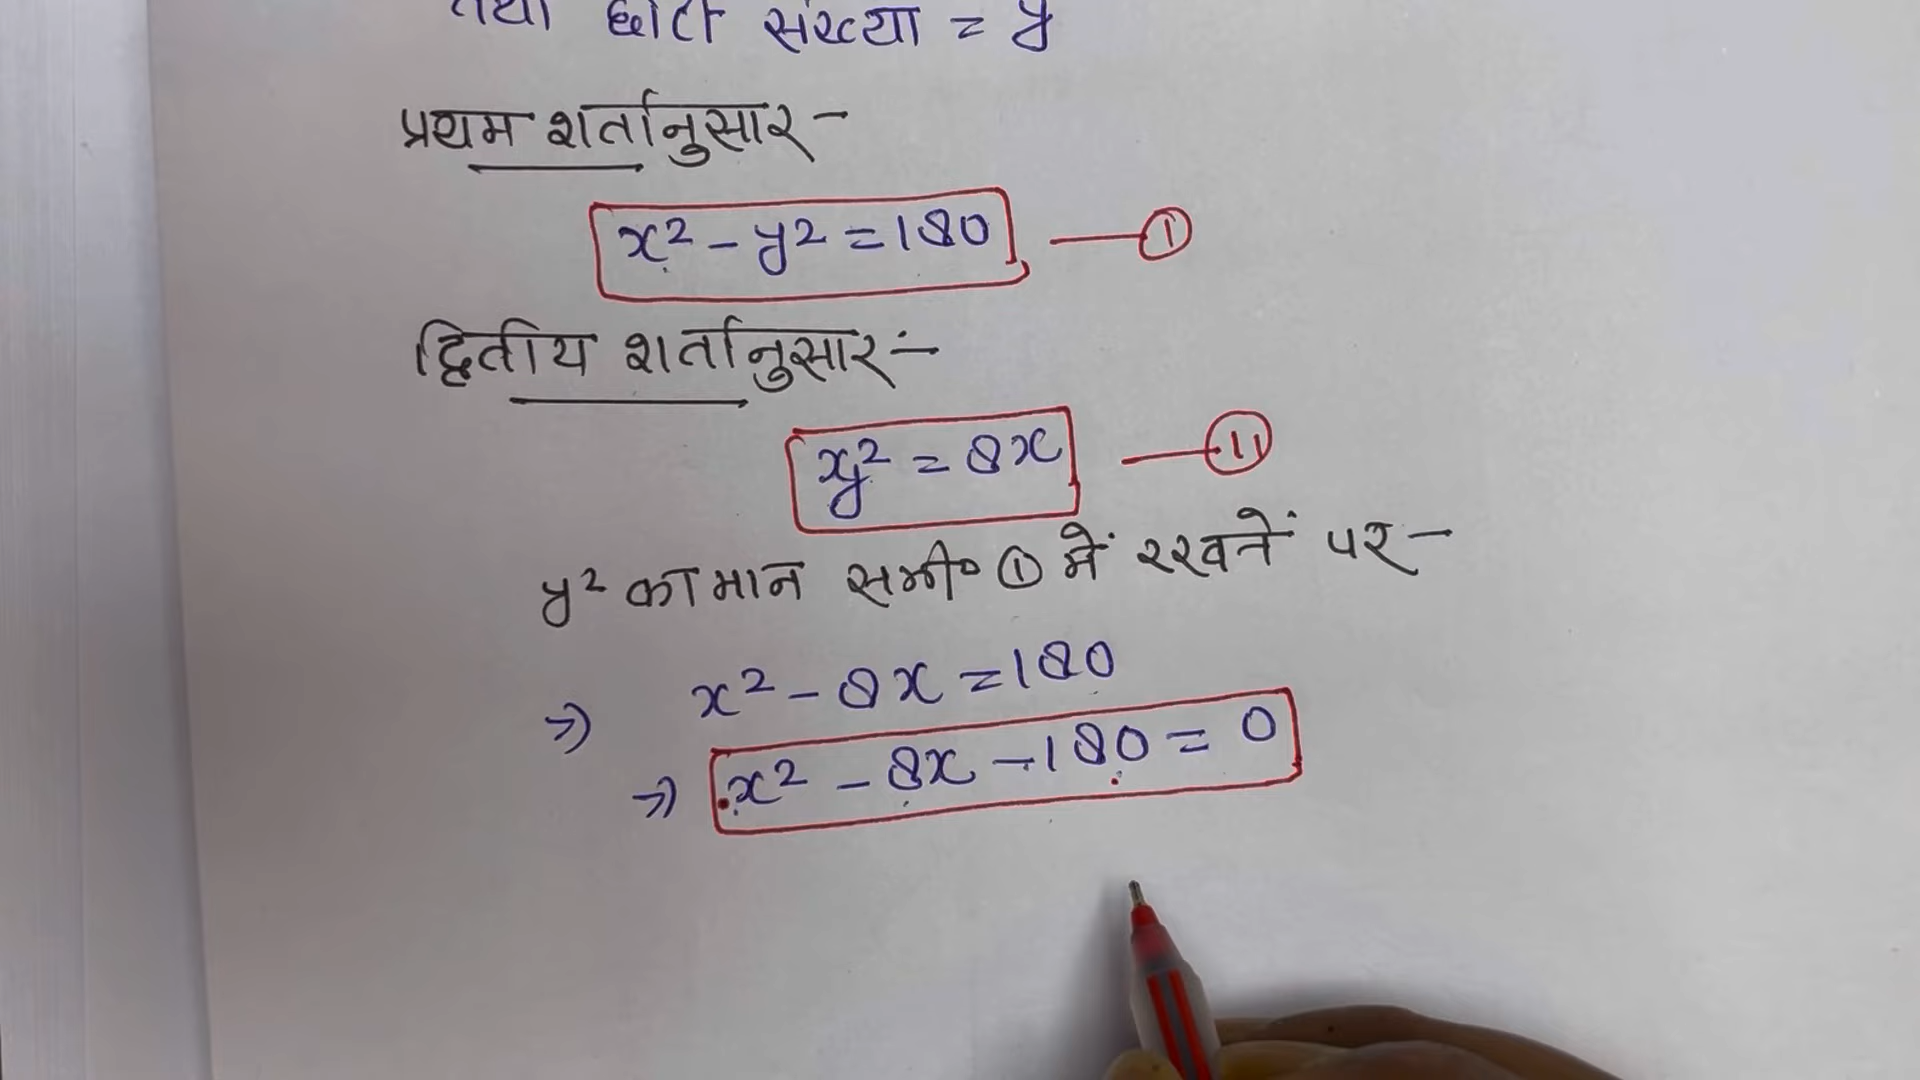 तथा छोटी संख्या = y
प्रथम शर्तानुसार -
x² - y² = 180 —①
द्वितीय शर्तानुसार :-
y² = 8x —⑪
y² का मान समी० ① में रखनें पर -
⇒ x² - 8x = 180
⇒ x² - 8x - 180 = 0